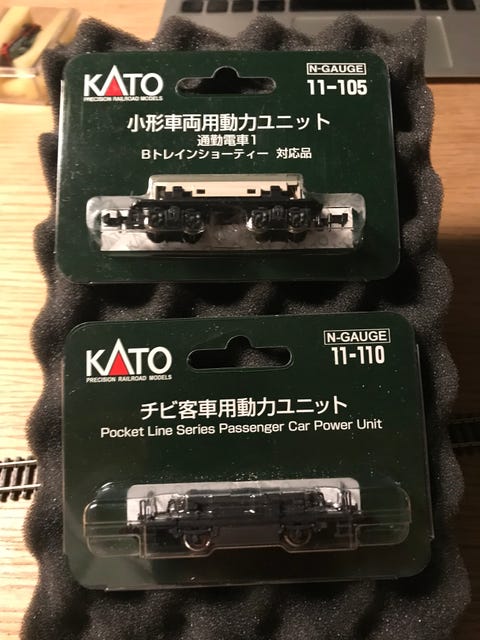 KATO
PRECISION RAILROAD MODELS
N-GAUGE
11-105
小形車両用動力ユニット
通勤電車1
Bトレインショーティー 対応品
KATO
PRECISION RAILROAD MODELS
N-GAUGE
11-110
チビ客車用動力ユニット
Pocket Line Series Passenger Car Power Unit